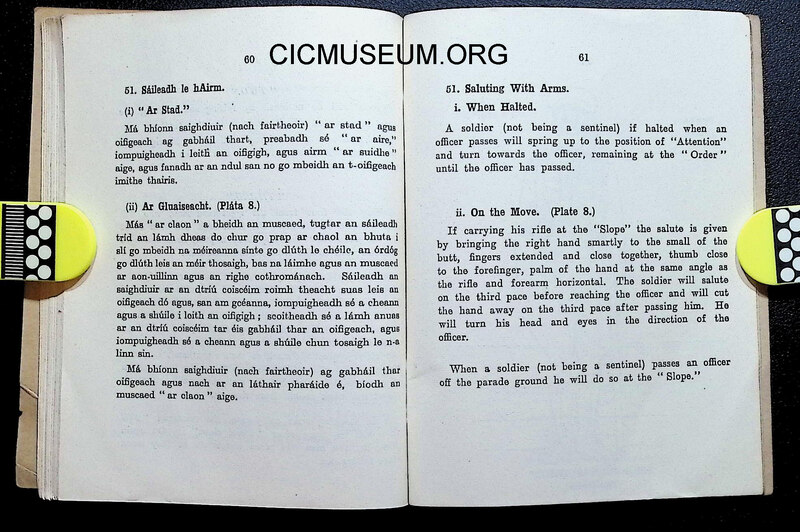 CICMUSEUM.ORG
60
51. Sáileadh le hAirm.
(i) “Ar Stad.”
Má bhíonn saighdiuir (nach fairtheoir) “ar stad” agus
oifigeach ag gabháil thart, preabadh sé “ar aire,”
iompuigheadh i leith an oifigigh, agus airm “ar suidhe”
aige, agus fanadh ar an ndul san no go mbeidh an t-oifigeach
imithe thairis.
(ii) Ar Gluaiseacht. (Pláta 8.)
Más “ar claon” a bheidh an muscaed, tugtar an sáileadh
tríd an lámh dheas do chur go prap ar chaol an bhuta i
slí go mbeidh na méireanna sínte go dlúth le chéile, an órdóg
go dlúth leis an méir thosaigh, bas na láimhe agus an muscaed
ar aon-uillinn agus an righe cothrománach. Sáileadh an
saighdiuir ar an dtríú coiscéim roimh theacht suas leis an
oifigeach dó agus, san am gcéanna, iompuigheadh sé a cheann
agus a shúile i leith an oifigigh; scoitheadh sé a lámh anuas
ar an dtríú coiscéim tar éis gabháil thar an oifigeach, agus
iompuigheadh sé a cheann agus a shúile chun tosaigh le n-a
linn sin.
Má bhíonn saighdiuir (nach fairtheoir) ag gabháil thar
oifigeach agus nach ar an láthair pharáide é, bíodh an
muscaed “ar claon” aige.
61
51. Saluting With Arms.
i. When Halted.
A soldier (not being a sentinel) if halted when an
officer passes will spring up to the position of “Attention”
and turn towards the officer, remaining at the “Order”
until the officer has passed.
ii. On the Move. (Plate 8.)
If carrying his rifle at the “Slope” the salute is given
by bringing the right hand smartly to the small of the
butt, fingers extended and close together, thumb close
to the forefinger, palm of the hand at the same angle as
the rifle and forearm horizontal. The soldier will salute
on the third pace before reaching the officer and will cut
the hand away on the third pace after passing him. He
will turn his head and eyes in the direction of the
officer.
When a soldier (not being a sentinel) passes an officer
off the parade ground he will do so at the “Slope.”